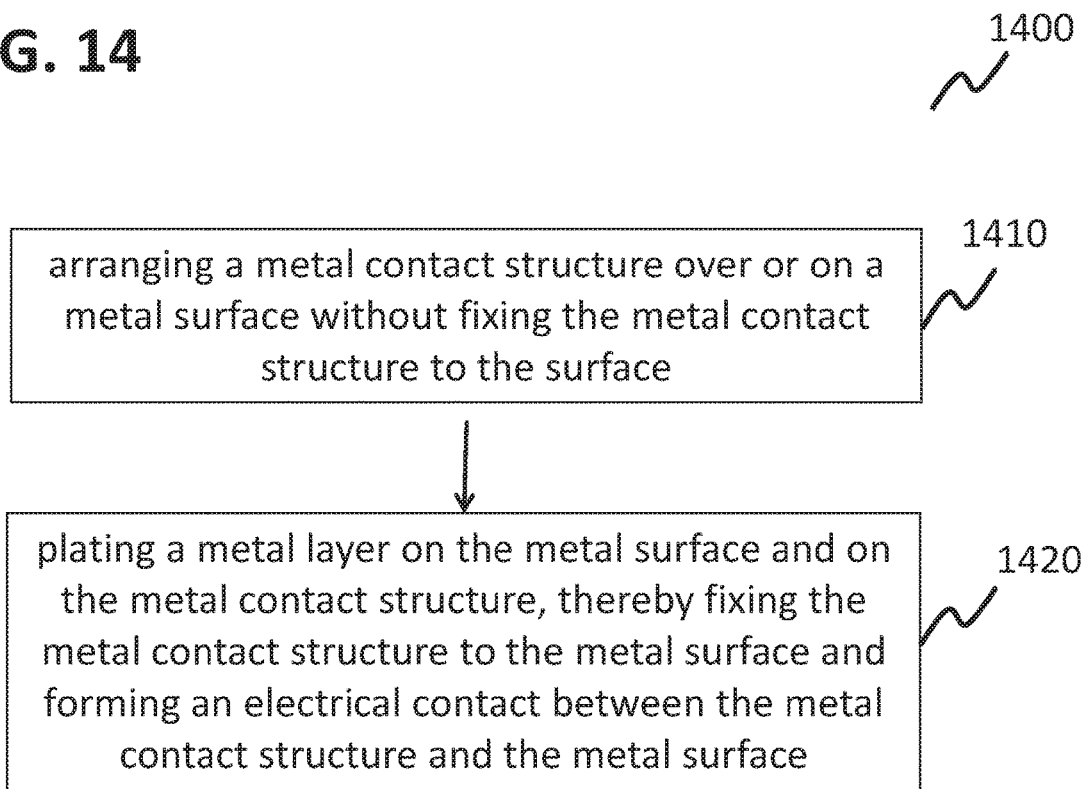 G. 14
1400
1410
arranging a metal contact structure over or on a
metal surface without fixing the metal contact
structure to the surface
plating a metal layer on the metal surface and on
1420
the metal contact structure, thereby fixing the
metal contact structure to the metal surface and
forming an electrical contact between the metal
contact structure and the metal surface